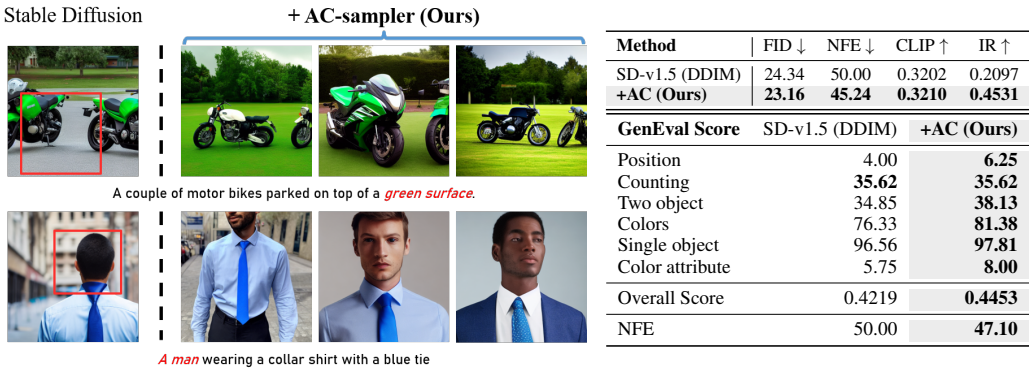 Stable Diffusion
+ AC-sampler (Ours)
A couple of motor bikes parked on top of a green surface.
A man wearing a collar shirt with a blue tie
Method FID ↓ NFE ↓ CLIP ↑ IR ↑
SD-v1.5 (DDIM) 24.34 50.00 0.3202 0.2097
+AC (Ours) 23.16 45.24 0.3210 0.4531
GenEval Score SD-v1.5 (DDIM) +AC (Ours)
Position 4.00 6.25
Counting 35.62 35.62
Two object 34.85 38.13
Colors 76.33 81.38
Single object 96.56 97.81
Color attribute 5.75 8.00
Overall Score 0.4219 0.4453
NFE 50.00 47.10